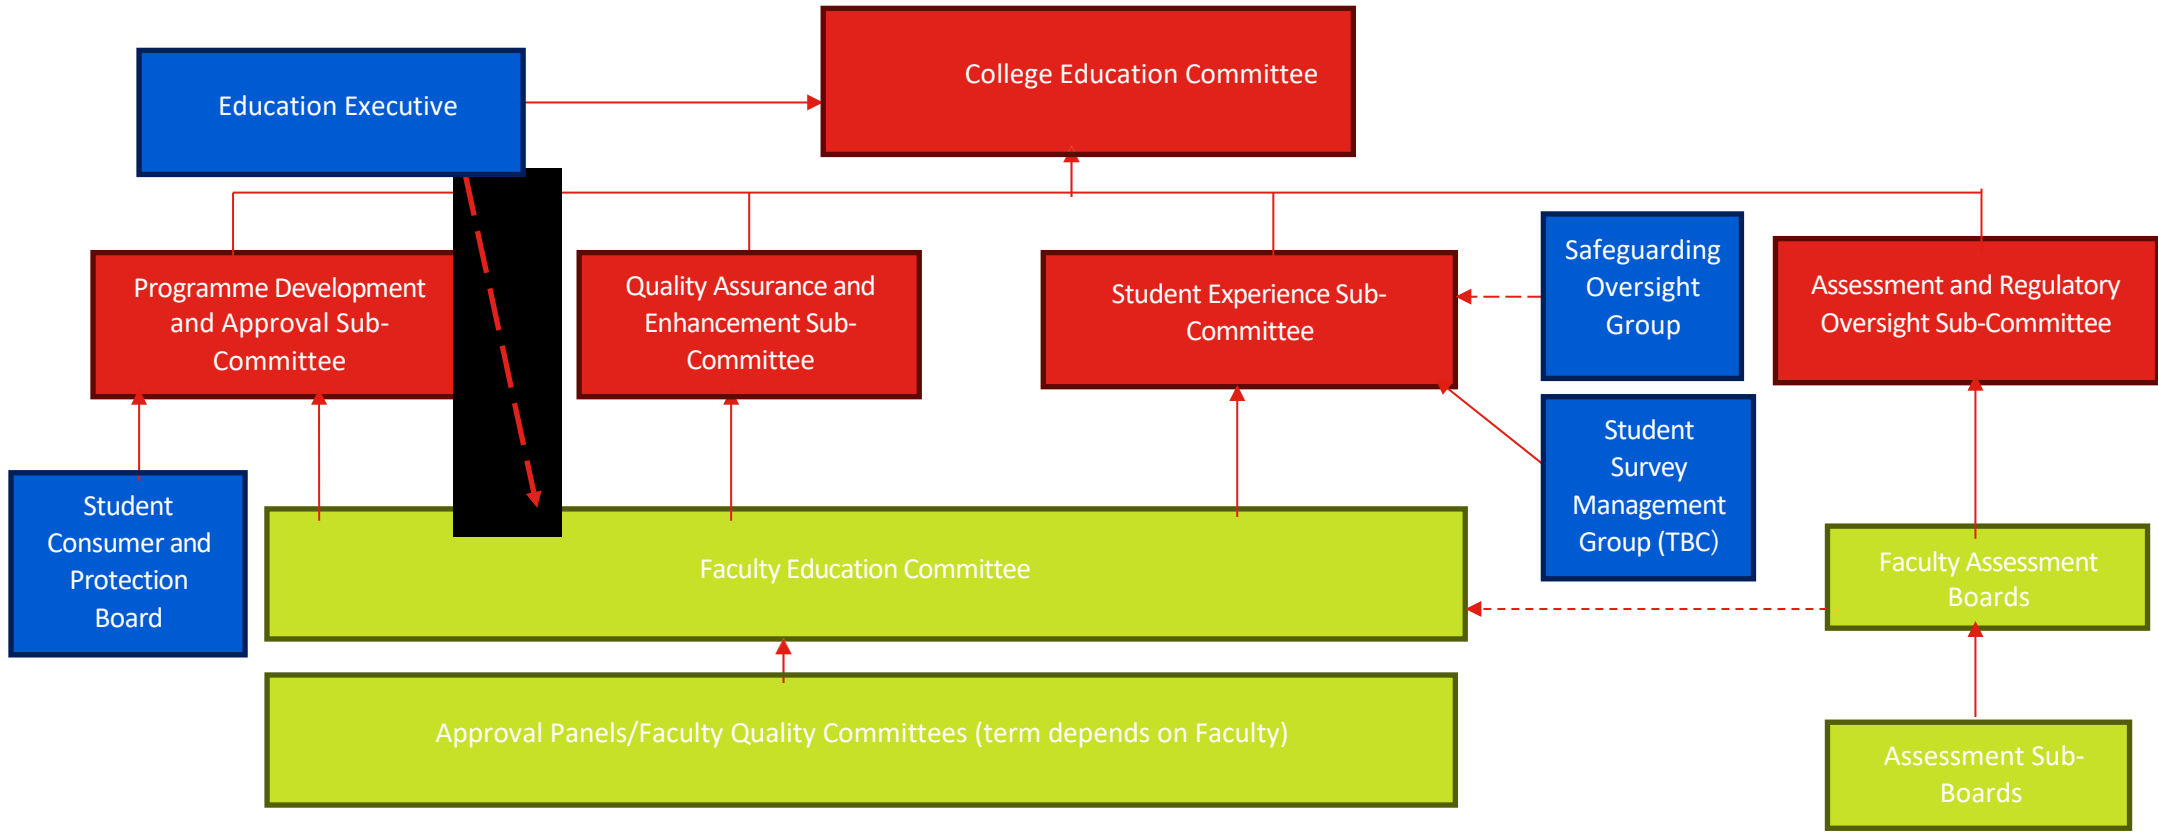 College Education Committee
Education Executive
Programme Development
and Approval Sub-
Committee
Quality Assurance and
Enhancement Sub-
Committee
Student Experience Sub-
Committee
Safeguarding
Oversight
Group
Assessment and Regulatory
Oversight Sub-Committee
Student
Survey
Management
Group (TBC)
Student
Consumer and
Protection
Board
Faculty Education Committee
Faculty Assessment
Boards
Approval Panels/Faculty Quality Committees (term depends on Faculty)
Assessment Sub-
Boards